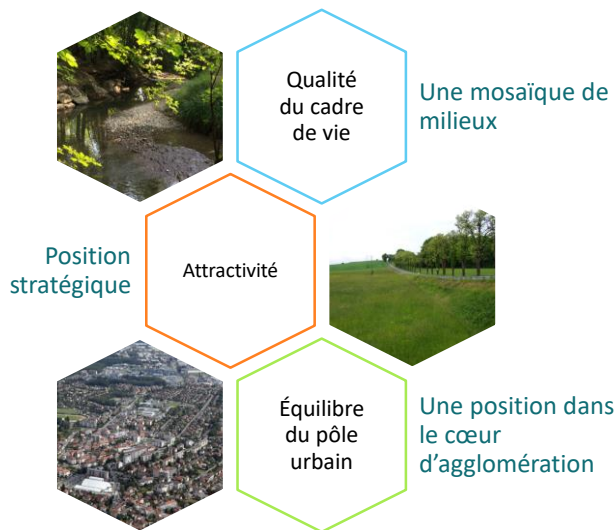 Qualité
du cadre
de vie
Une mosaïque de
milieux
Position
stratégique
Attractivité
Équilibre
du pôle
urbain
Une position dans
le cœur
d’agglomération